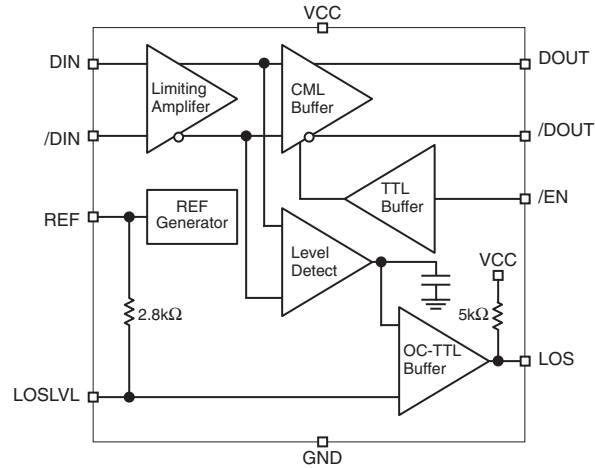 VCC
DIN
DOUT
Limiting
Amplifer
CML
Buffer
/DIN
/DOUT
TTL
Buffer
/EN
REF
REF
Generator
Level
Detect
VCC
2.8kΩ
5kΩ
OC-TTL
Buffer
LOS
LOSLVL
GND